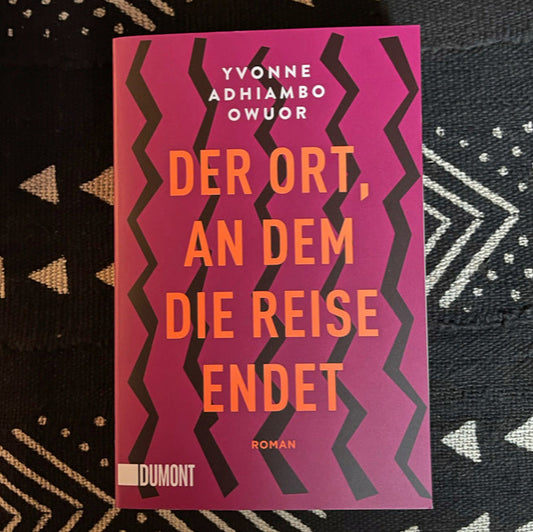 YVONNE
ADHIAMBO
OWUOR
DER ORT,
AN DEM
DIE REISE
ENDET
ROMAN
DUMONT